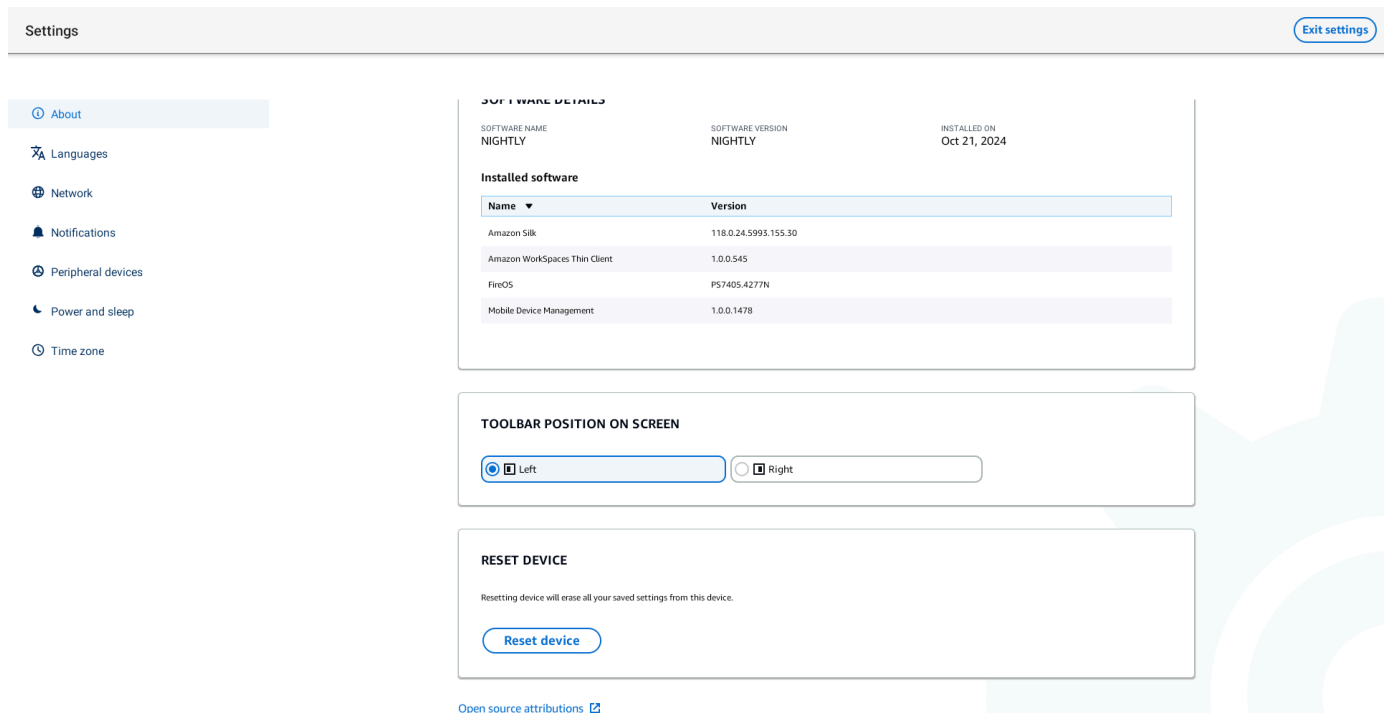 Settings
Exit settings
About
Languages
Network
Notifications
Peripheral devices
Power and sleep
Time zone
SOFTWARE DETAILS
SOFTWARE NAME SOFTWARE VERSION INSTALLED ON
NIGHTLY NIGHTLY Oct 21, 2024
Installed software
Name Version
Amazon Silk 118.0.24.5993.155.30
Amazon WorkSpaces Thin Client 1.0.0.545
FireOS PS7405.4277N
Mobile Device Management 1.0.0.1478
TOOLBAR POSITION ON SCREEN
Left Right
RESET DEVICE
Resetting device will erase all your saved settings from this device.
Reset device
Open source attributions